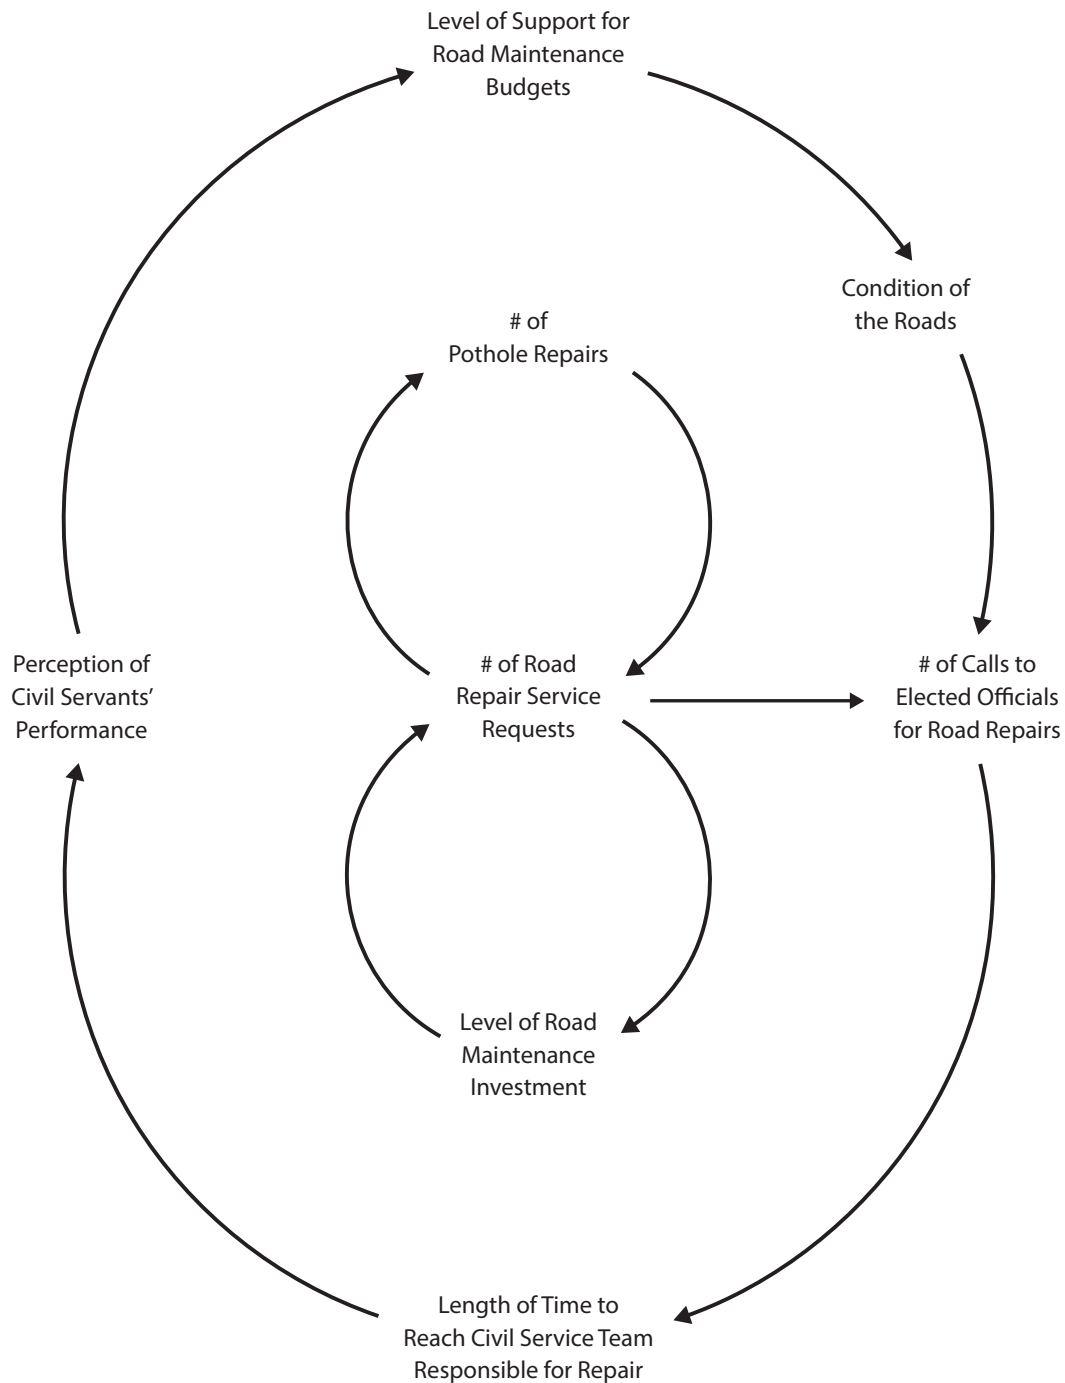 Level of Support for
Road Maintenance
Budgets
Condition of
the Roads
# of
Pothole Repairs
Perception of
Civil Servants’
Performance
# of Road
Repair Service
Requests
# of Calls to
Elected Officials
for Road Repairs
Level of Road
Maintenance
Investment
Length of Time to
Reach Civil Service Team
Responsible for Repair